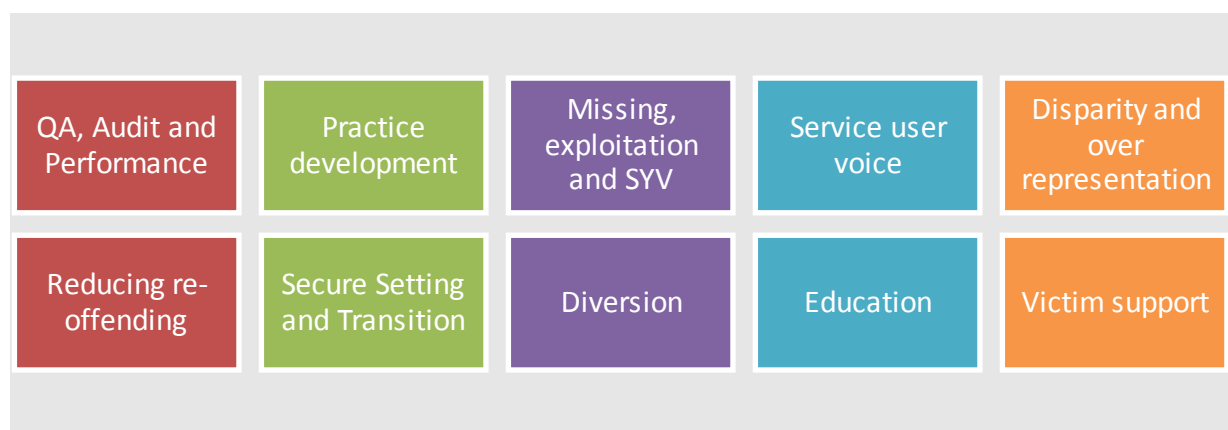 QA, Audit and
Performance
Practice
development
Missing,
exploitation
and SYV
Service user
voice
Disparity and
over
representation
Reducing re-
offending
Secure Setting
and Transition
Diversion
Education
Victim support